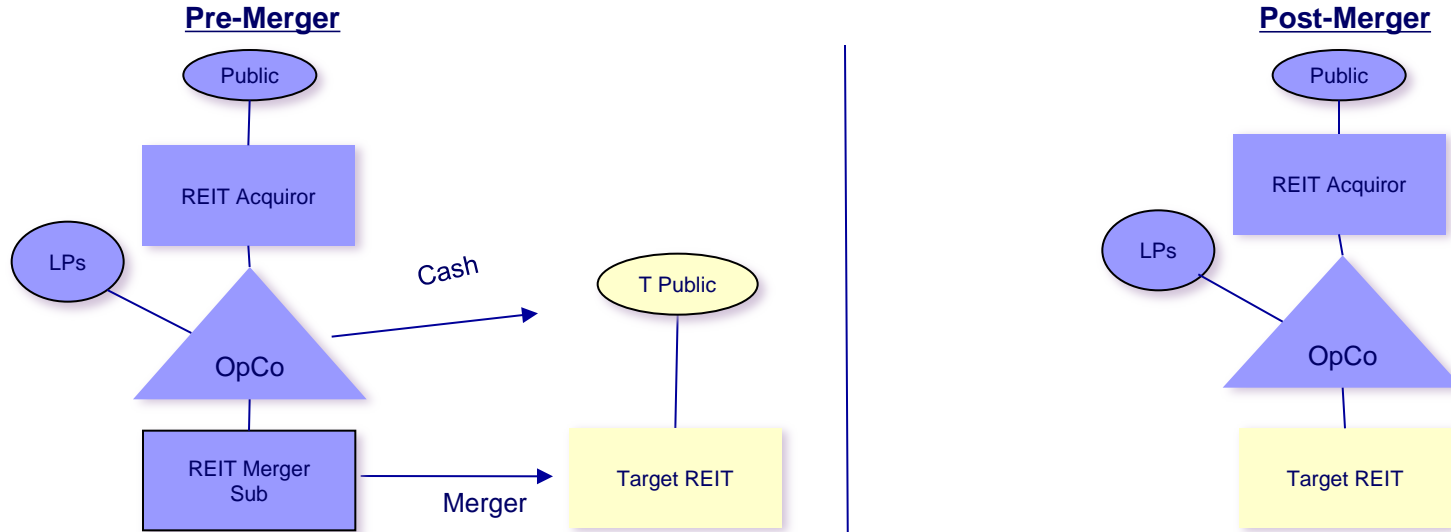 Pre-Merger
Public
REIT Acquiror
LPs
Cash
T Public
OpCo
REIT Merger
Sub
Merger
Target REIT
Post-Merger
Public
REIT Acquiror
LPs
OpCo
Target REIT